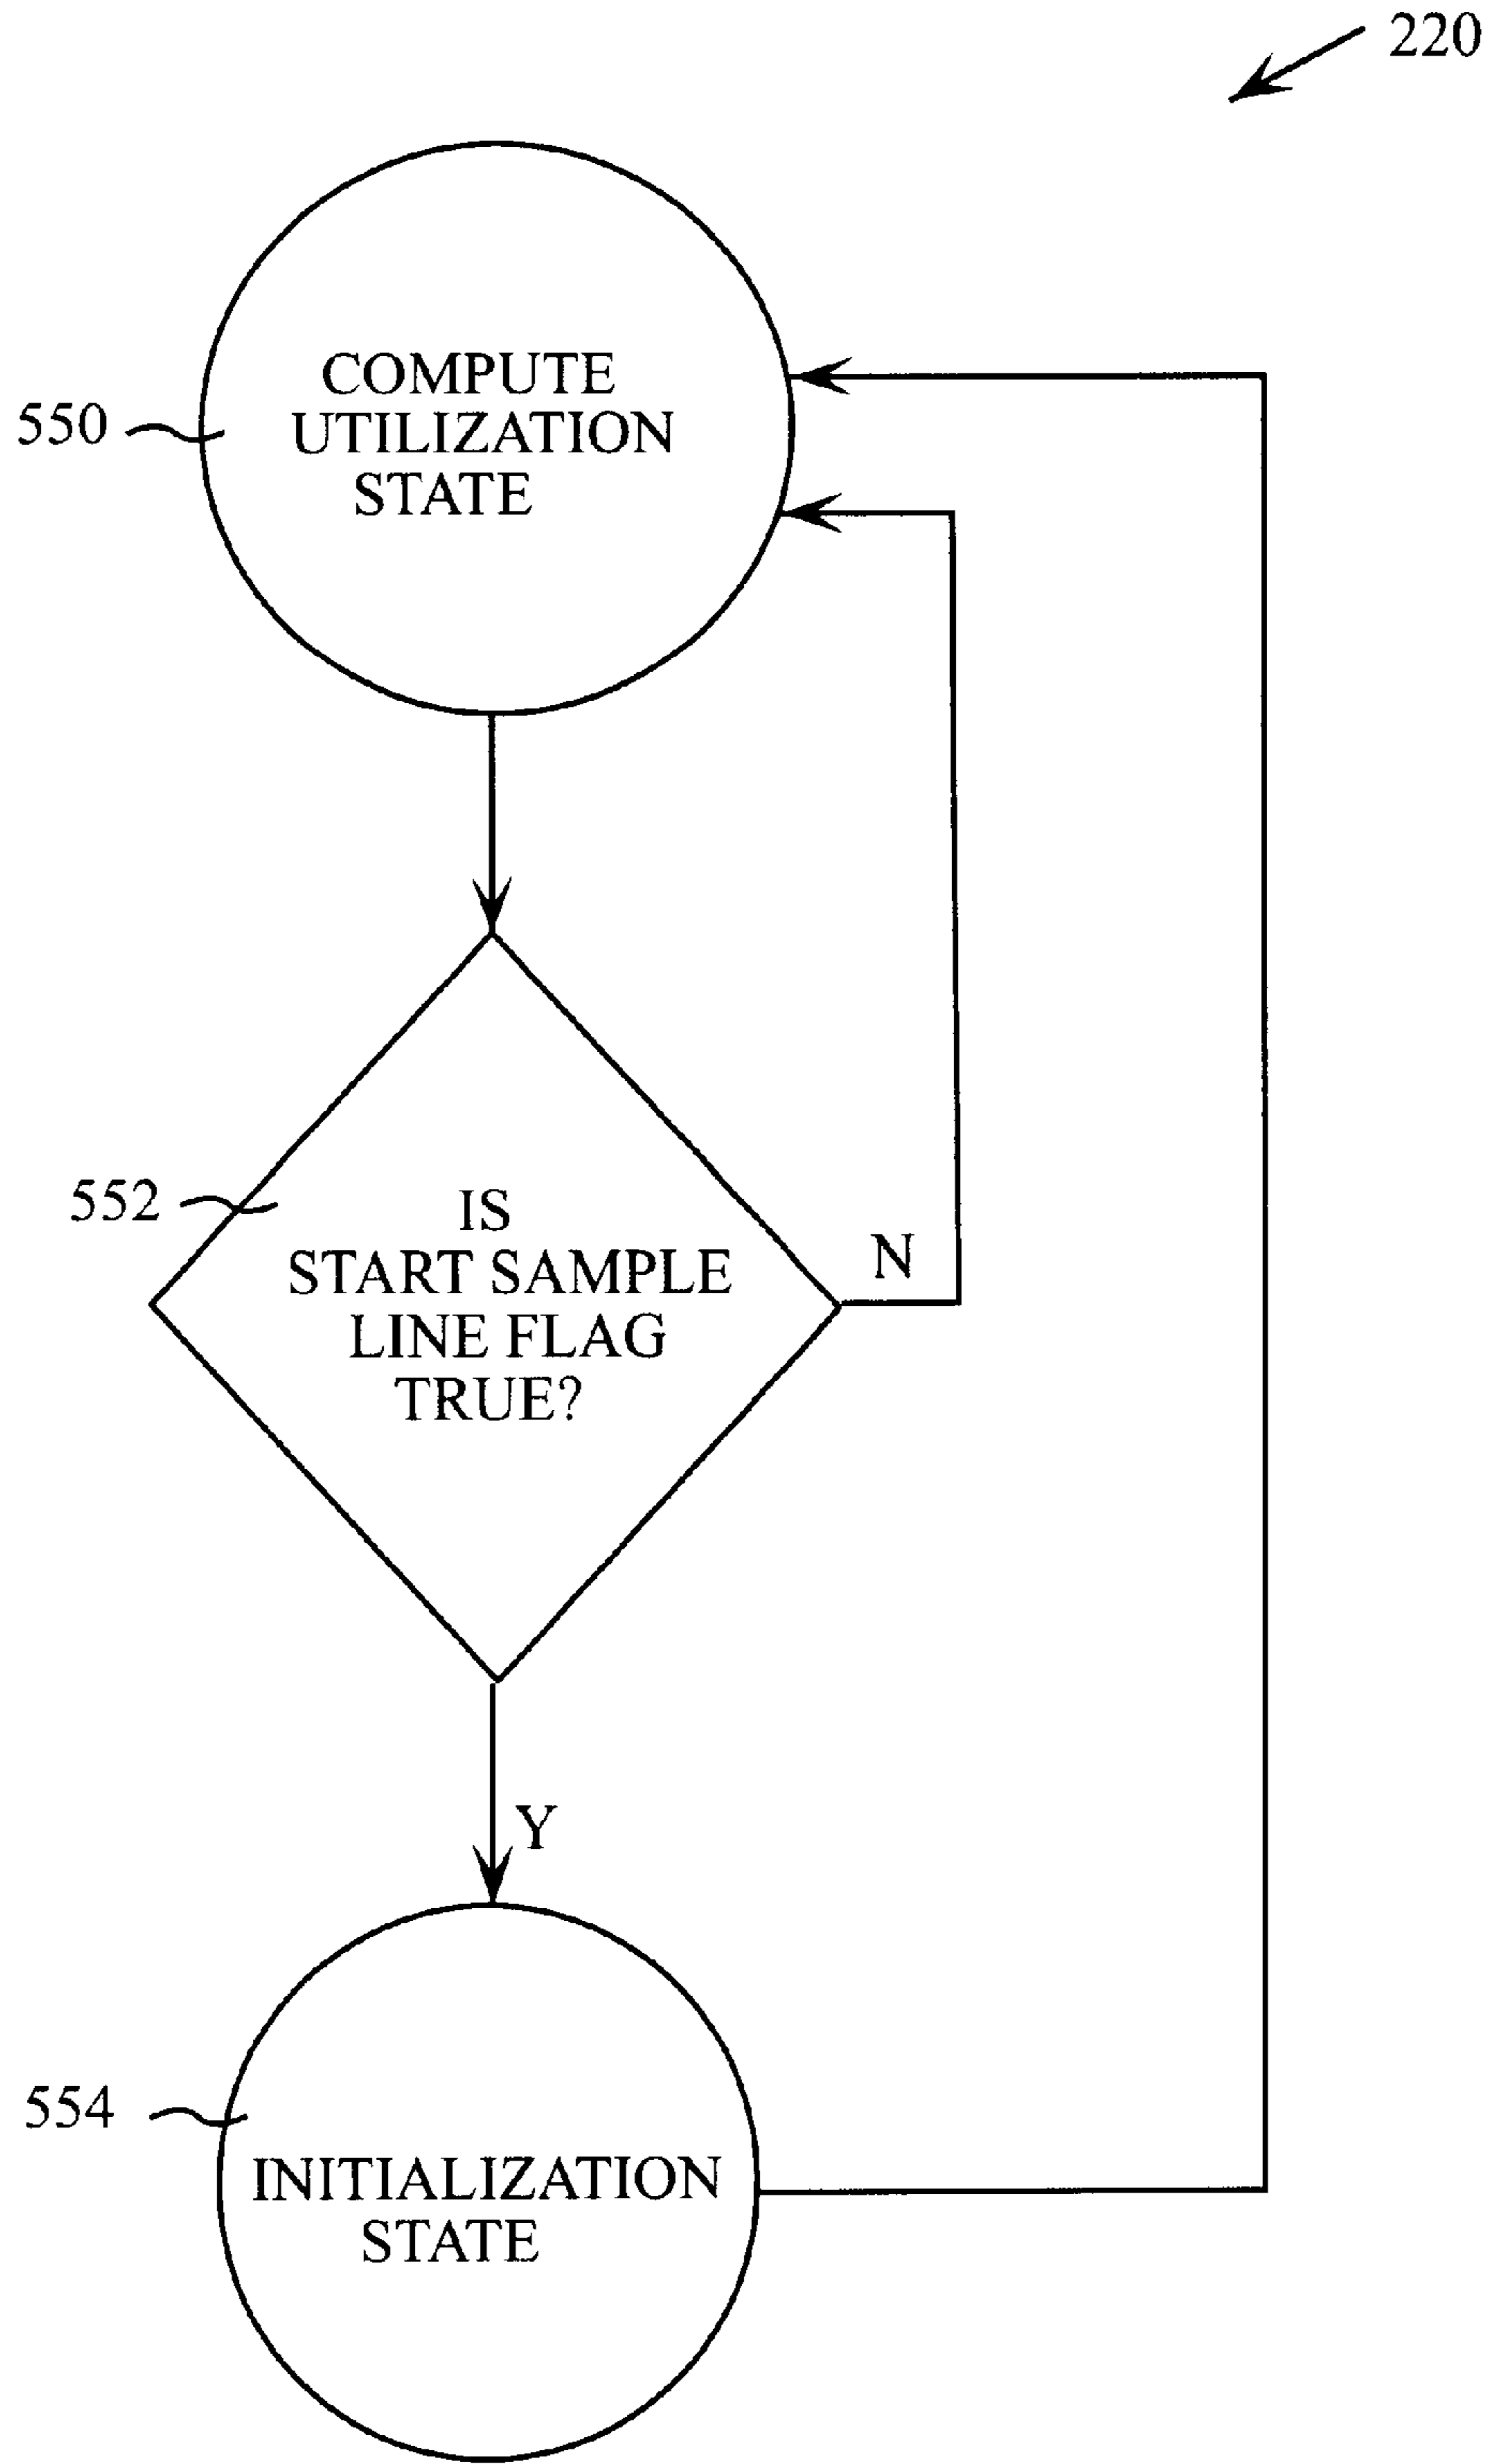 220
COMPUTE
UTILIZATION
STATE
550
552
IS
START SAMPLE
LINE FLAG
TRUE?
N
Y
554
INITIALIZATION
STATE